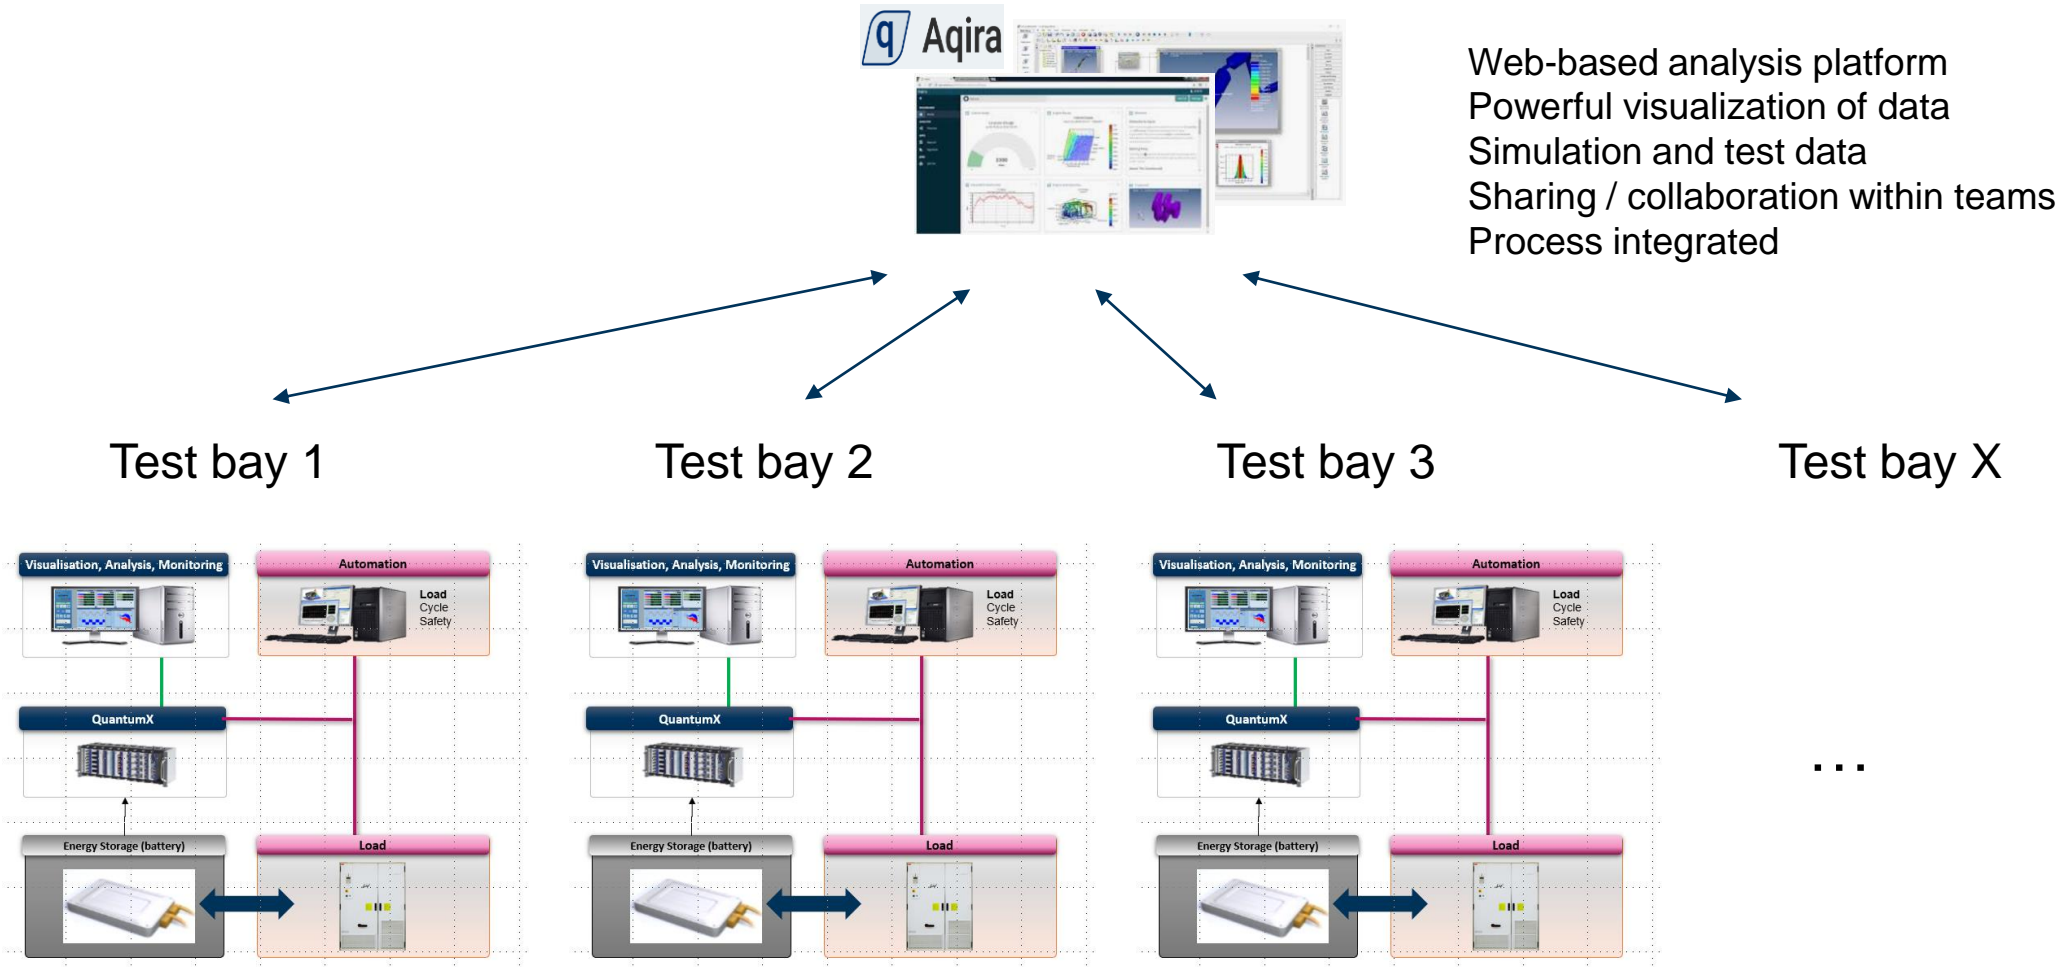 Aqira
Web-based analysis platform
Powerful visualization of data
Simulation and test data
Sharing / collaboration within teams
Process integrated
Test bay 1
Test bay 2
Test bay 3
Test bay X
Visualisation, Analysis, Monitoring
Automation
Load
Cycle
Safety
QuantumX
Energy Storage (battery)
Load
Visualisation, Analysis, Monitoring
Automation
Load
Cycle
Safety
QuantumX
Energy Storage (battery)
Load
Visualisation, Analysis, Monitoring
Automation
Load
Cycle
Safety
QuantumX
Energy Storage (battery)
Load
...